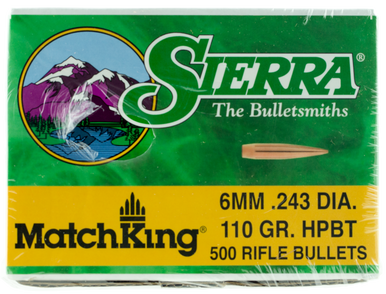 SIERRA®
The Bulletsmiths
MatchKing®
6MM .243 DIA.
110 GR. HPBT
500 RIFLE BULLETS